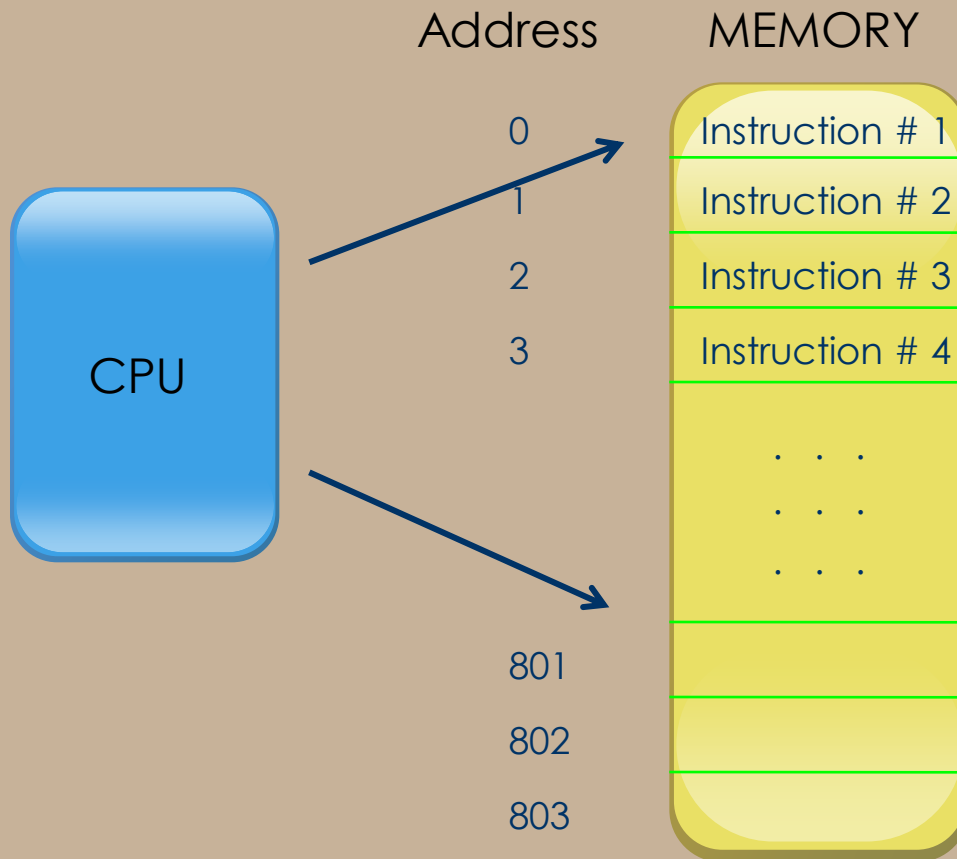 Address MEMORY
0 Instruction # 1
1 Instruction # 2
2 Instruction # 3
3 Instruction # 4
CPU
. . .
. . .
. . .
801
802
803